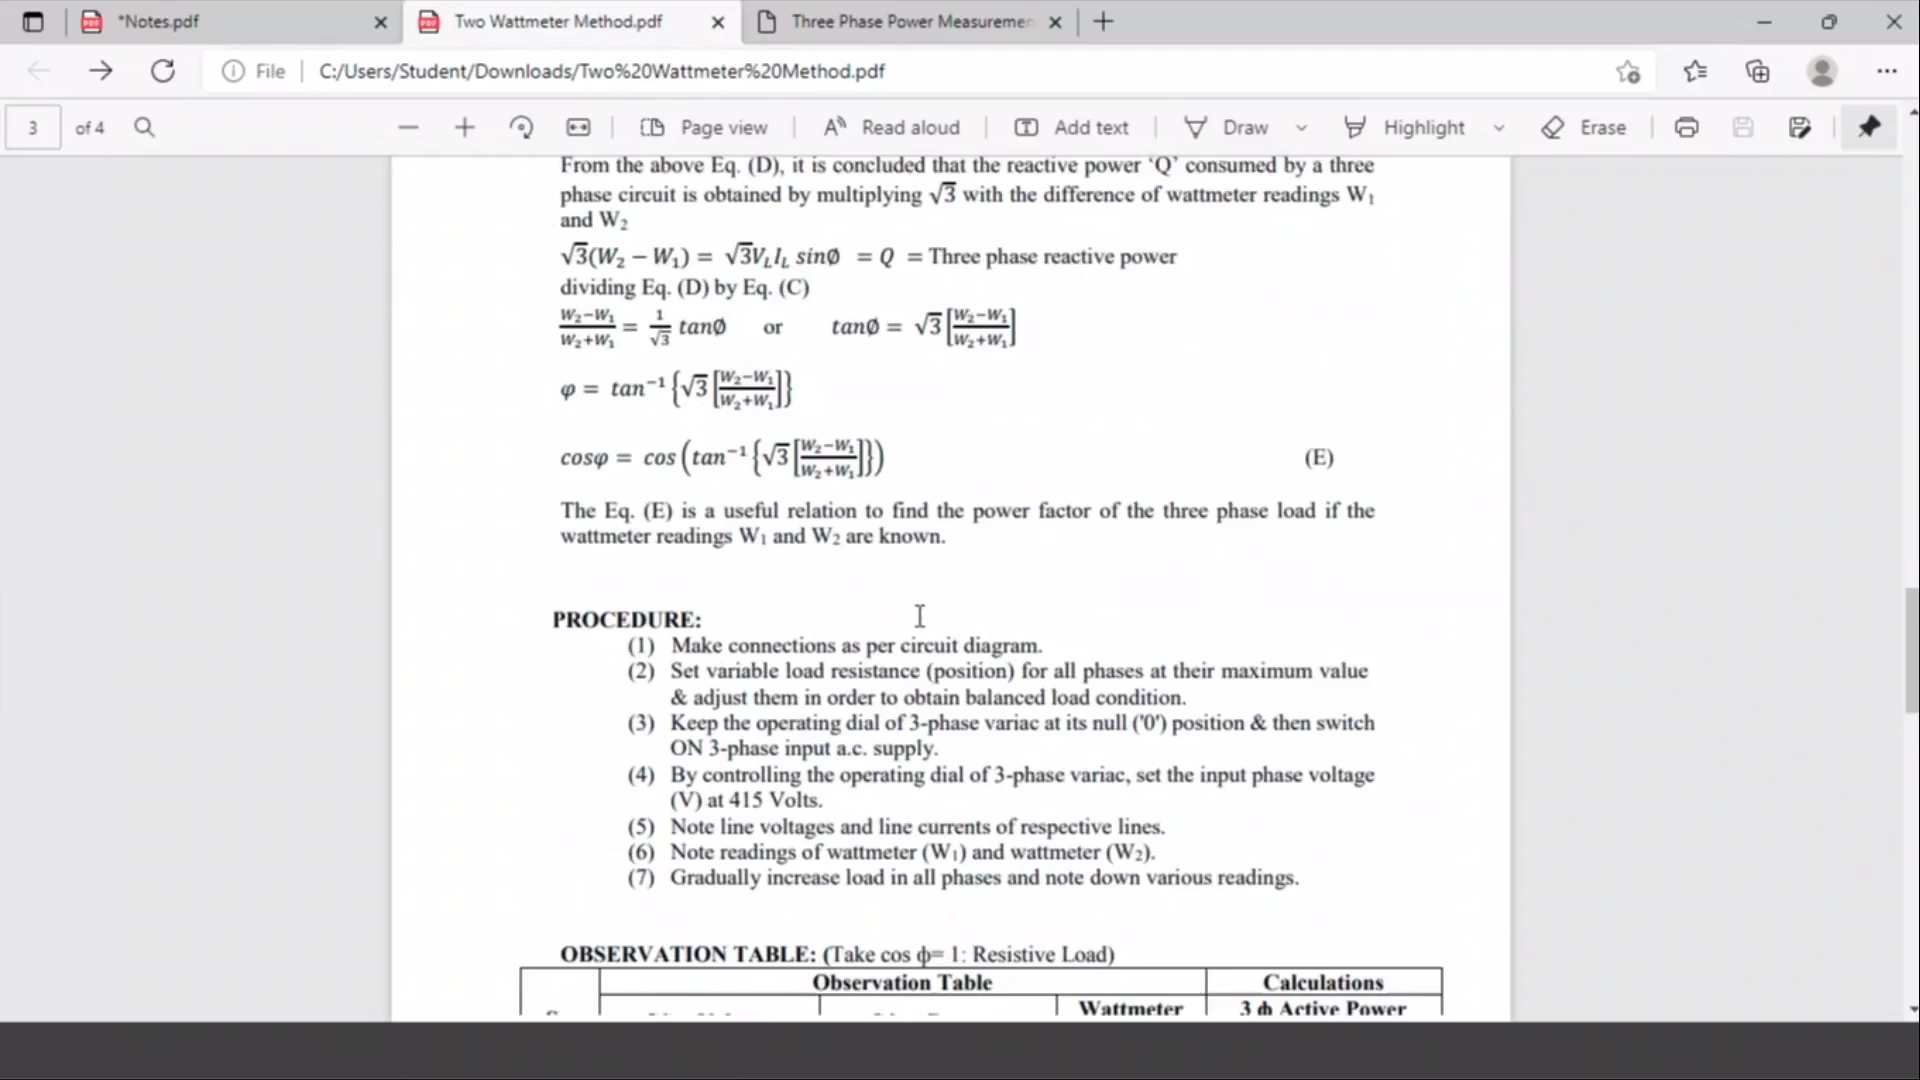 *Notes.pdf
Two Wattmeter Method.pdf
Three Phase Power Measuremen
File
C:/Users/Student/Downloads/Two%20Wattmeter%20Method.pdf
3 of 4
Page view
Read aloud
Add text
Draw
Highlight
Erase
From the above Eq. (D), it is concluded that the reactive power ‘Q’ consumed by a three
phase circuit is obtained by multiplying √3 with the difference of wattmeter readings W₁
and W₂
√3(W₂ − W₁) = √3V_L I_L sinØ = Q = Three phase reactive power
dividing Eq. (D) by Eq. (C)
(W₂−W₁)/(W₂+W₁) = 1/√3 tanØ or tanØ = √3[(W₂−W₁)/(W₂+W₁)]
φ = tan⁻¹{√3[(W₂−W₁)/(W₂+W₁)]}
cosφ = cos(tan⁻¹{√3[(W₂−W₁)/(W₂+W₁)]}) (E)
The Eq. (E) is a useful relation to find the power factor of the three phase load if the
wattmeter readings W₁ and W₂ are known.
PROCEDURE:
(1) Make connections as per circuit diagram.
(2) Set variable load resistance (position) for all phases at their maximum value
& adjust them in order to obtain balanced load condition.
(3) Keep the operating dial of 3-phase variac at its null ('0') position & then switch
ON 3-phase input a.c. supply.
(4) By controlling the operating dial of 3-phase variac, set the input phase voltage
(V) at 415 Volts.
(5) Note line voltages and line currents of respective lines.
(6) Note readings of wattmeter (W₁) and wattmeter (W₂).
(7) Gradually increase load in all phases and note down various readings.
OBSERVATION TABLE: (Take cos ϕ= 1: Resistive Load)
Observation Table
Calculations
Wattmeter
3 ϕ Active Power